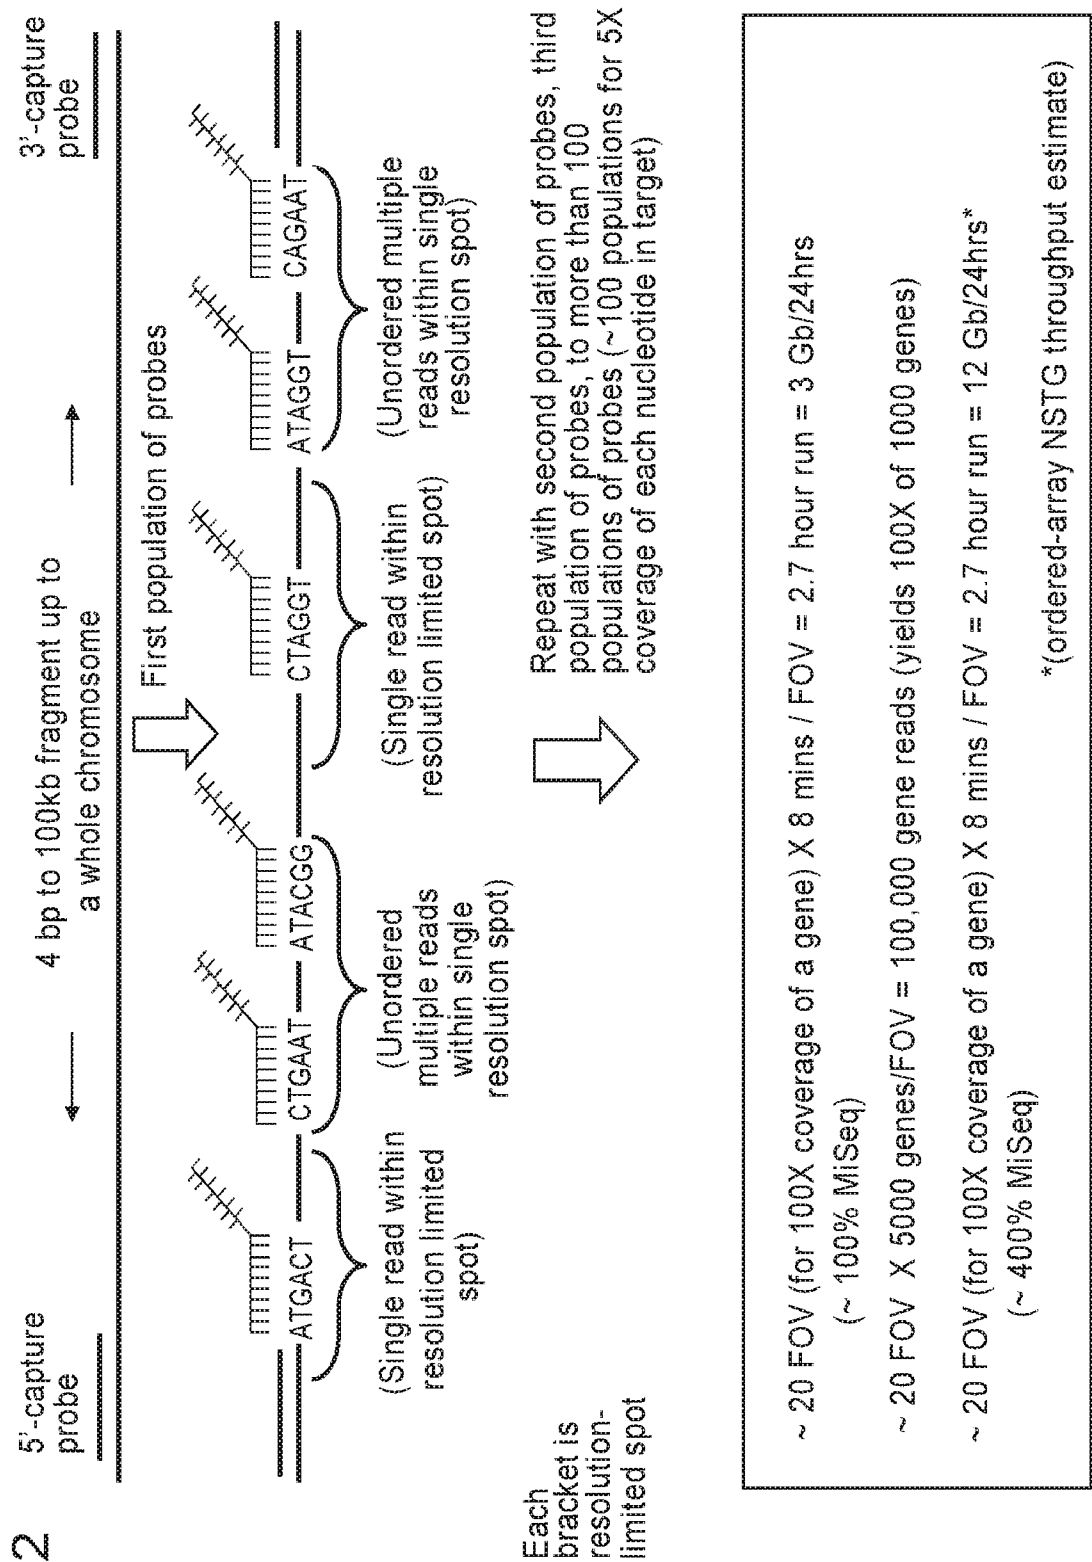 2
5'-capture
probe
4 bp to 100kb fragment up to
a whole chromosome
3'-capture
probe
First population of probes
ATGACT
CTGAAT
ATACGG
CTAGGT
ATAGGT
CAGAAT
(Single read within
resolution limited
spot)
(Unordered
multiple reads
within single
resolution spot)
(Single read within
resolution limited spot)
(Unordered multiple
reads within single
resolution spot)
Each
bracket is
resolution-
limited spot
Repeat with second population of probes, third
population of probes, to more than 100
populations of probes (~100 populations for 5X
coverage of each nucleotide in target)
~ 20 FOV (for 100X coverage of a gene) X 8 mins / FOV = 2.7 hour run = 3 Gb/24hrs
(~ 100% MiSeq)
~ 20 FOV X 5000 genes/FOV = 100,000 gene reads (yields 100X of 1000 genes)
~ 20 FOV (for 100X coverage of a gene) X 8 mins / FOV = 2.7 hour run = 12 Gb/24hrs*
(~ 400% MiSeq)
*(ordered-array NSTG throughput estimate)